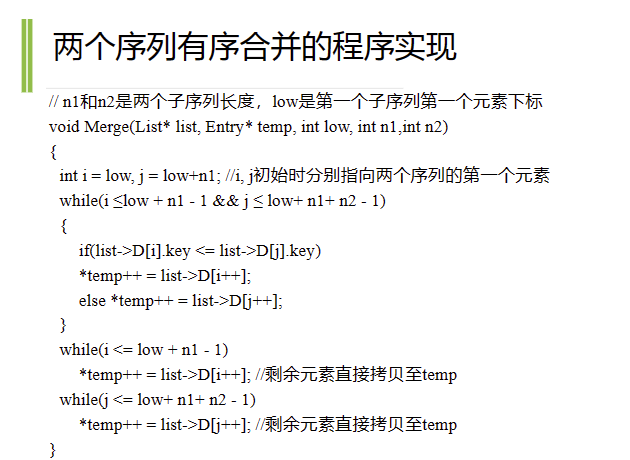 两个序列有序合并的程序实现
// n1和n2是两个子序列长度，low是第一个子序列第一个元素下标
void Merge(List* list, Entry* temp, int low, int n1,int n2)
{
int i = low, j = low+n1; //i, j初始时分别指向两个序列的第一个元素
while(i ≤low + n1 - 1 && j ≤ low+ n1+ n2 - 1)
{
if(list->D[i].key <= list->D[j].key)
*temp++ = list->D[i++];
else *temp++ = list->D[j++];
}
while(i <= low + n1 - 1)
*temp++ = list->D[i++]; //剩余元素直接拷贝至temp
while(j <= low+ n1+ n2 - 1)
*temp++ = list->D[j++]; //剩余元素直接拷贝至temp
}